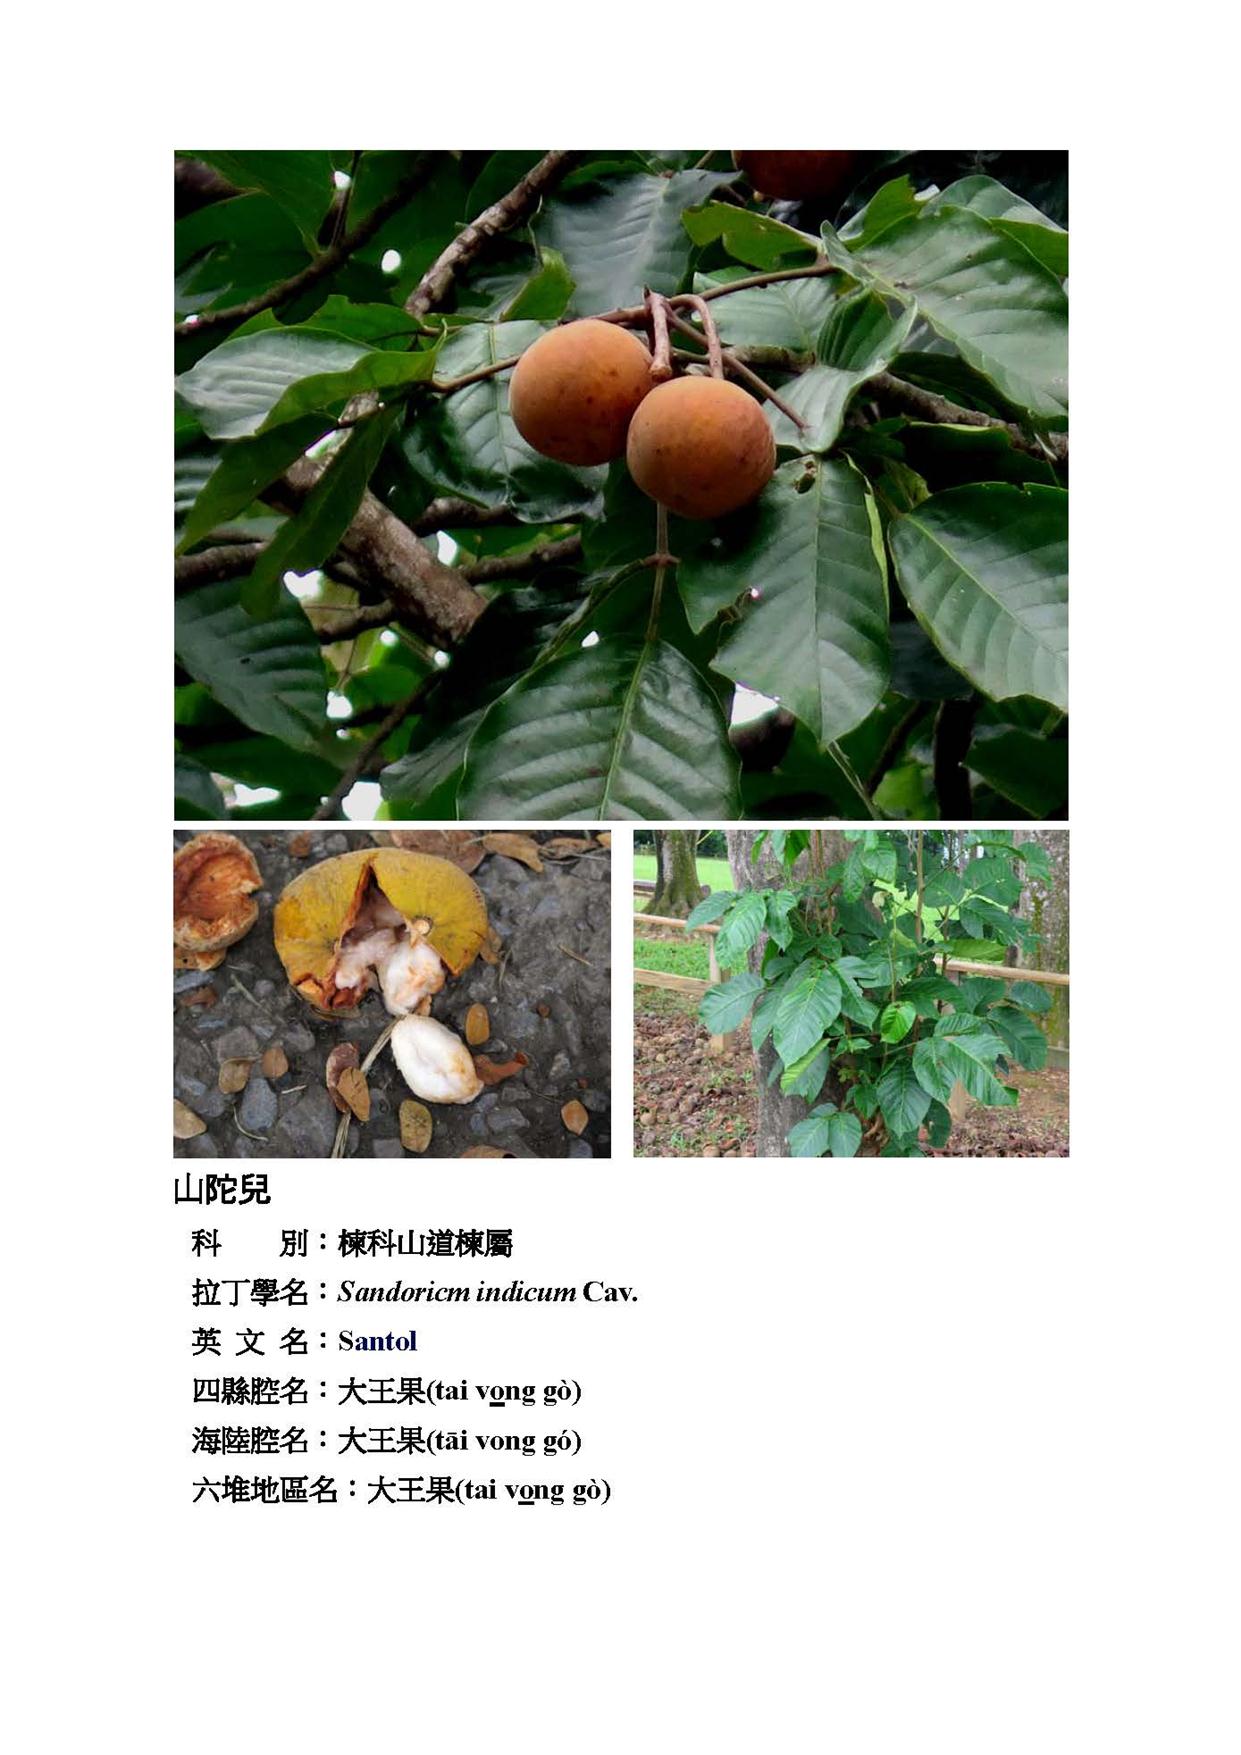 山陀兒
科　　別：楝科山道楝屬
拉丁學名：Sandoricm indicum Cav.
英 文 名：Santol
四縣腔名：大王果(tai vong gò)
海陸腔名：大王果(tāi vong gó)
六堆地區名：大王果(tai vong gò)